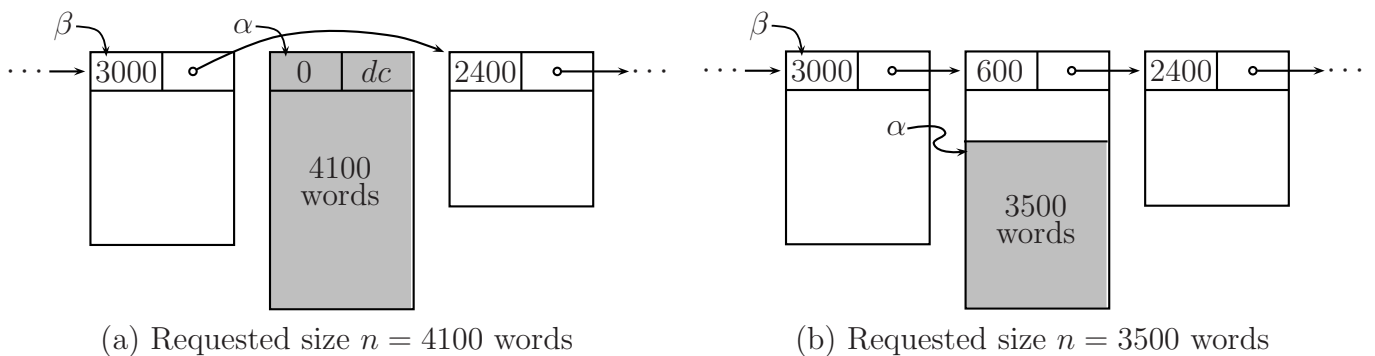 β α β
··· 3000 0 dc 2400 ··· ··· 3000 600 2400 ···
α
4100
words
3500
words
(a) Requested size n = 4100 words (b) Requested size n = 3500 words